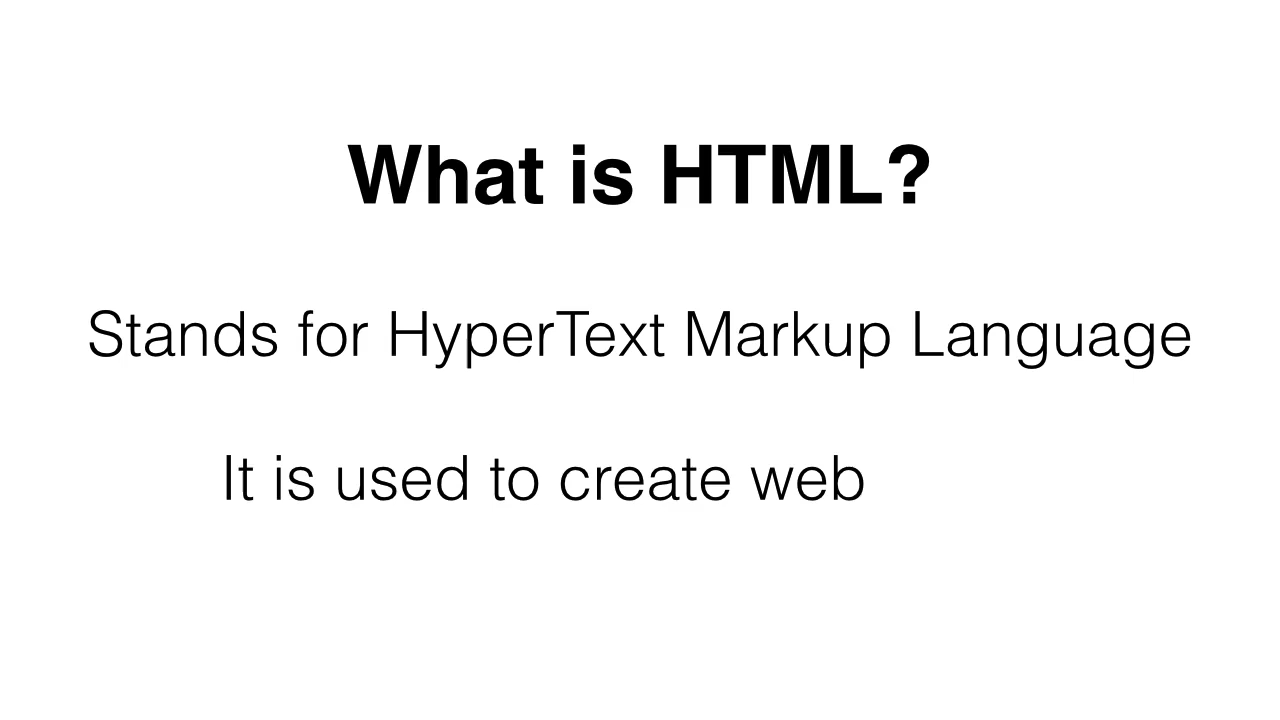 What is HTML?
Stands for HyperText Markup Language
It is used to create web